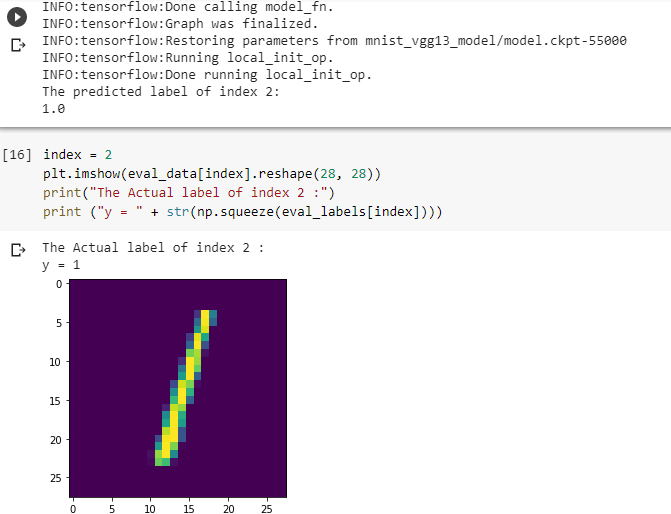 INFO:tensorflow:Done calling model_fn.
INFO:tensorflow:Graph was finalized.
INFO:tensorflow:Restoring parameters from mnist_vgg13_model/model.ckpt-55000
INFO:tensorflow:Running local_init_op.
INFO:tensorflow:Done running local_init_op.
The predicted label of index 2:
1.0
[16] index = 2
plt.imshow(eval_data[index].reshape(28, 28))
print("The Actual label of index 2 :")
print ("y = " + str(np.squeeze(eval_labels[index])))
The Actual label of index 2 :
y = 1
0
5
10
15
20
25
0 5 10 15 20 25